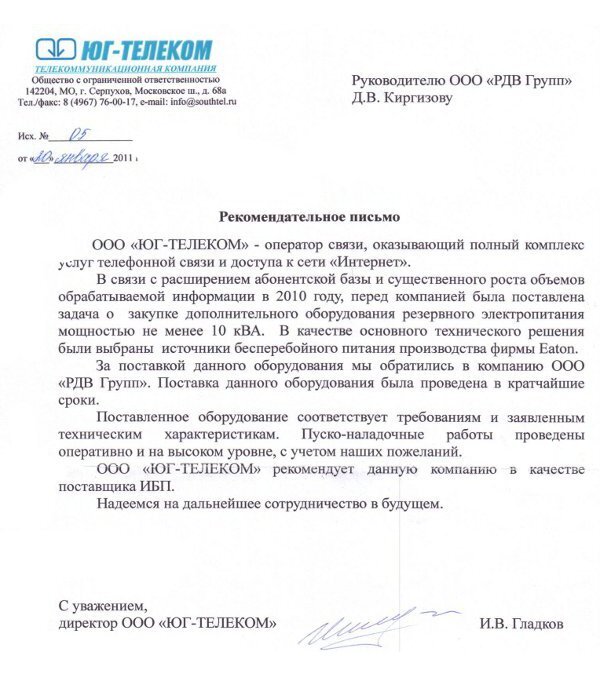 ЮГ-ТЕЛЕКОМ
ТЕЛЕКОММУНИКАЦИОННАЯ КОМПАНИЯ
Общество с ограниченной ответственностью
142204, МО, г. Серпухов, Московское ш., д. 68а
Тел./факс: 8 (4967) 76-00-17, e-mail: info@southtel.ru
Руководителю ООО «РДВ Групп»
Д.В. Киргизову
Исх. № 05
от «20» января 2011 г
Рекомендательное письмо
ООО «ЮГ-ТЕЛЕКОМ» - оператор связи, оказывающий полный комплекс
услуг телефонной связи и доступа к сети «Интернет».
В связи с расширением абонентской базы и существенного роста объемов
обрабатываемой информации в 2010 году, перед компанией была поставлена
задача о закупке дополнительного оборудования резервного электропитания
мощностью не менее 10 кВА. В качестве основного технического решения
были выбраны источники бесперебойного питания производства фирмы Eaton.
За поставкой данного оборудования мы обратились в компанию ООО
«РДВ Групп». Поставка данного оборудования была проведена в кратчайшие
сроки.
Поставленное оборудование соответствует требованиям и заявленным
техническим характеристикам. Пуско-наладочные работы проведены
оперативно и на высоком уровне, с учетом наших пожеланий.
ООО «ЮГ-ТЕЛЕКОМ» рекомендует данную компанию в качестве
поставщика ИБП.
Надеемся на дальнейшее сотрудничество в будущем.
С уважением,
директор ООО «ЮГ-ТЕЛЕКОМ»
И.В. Гладков